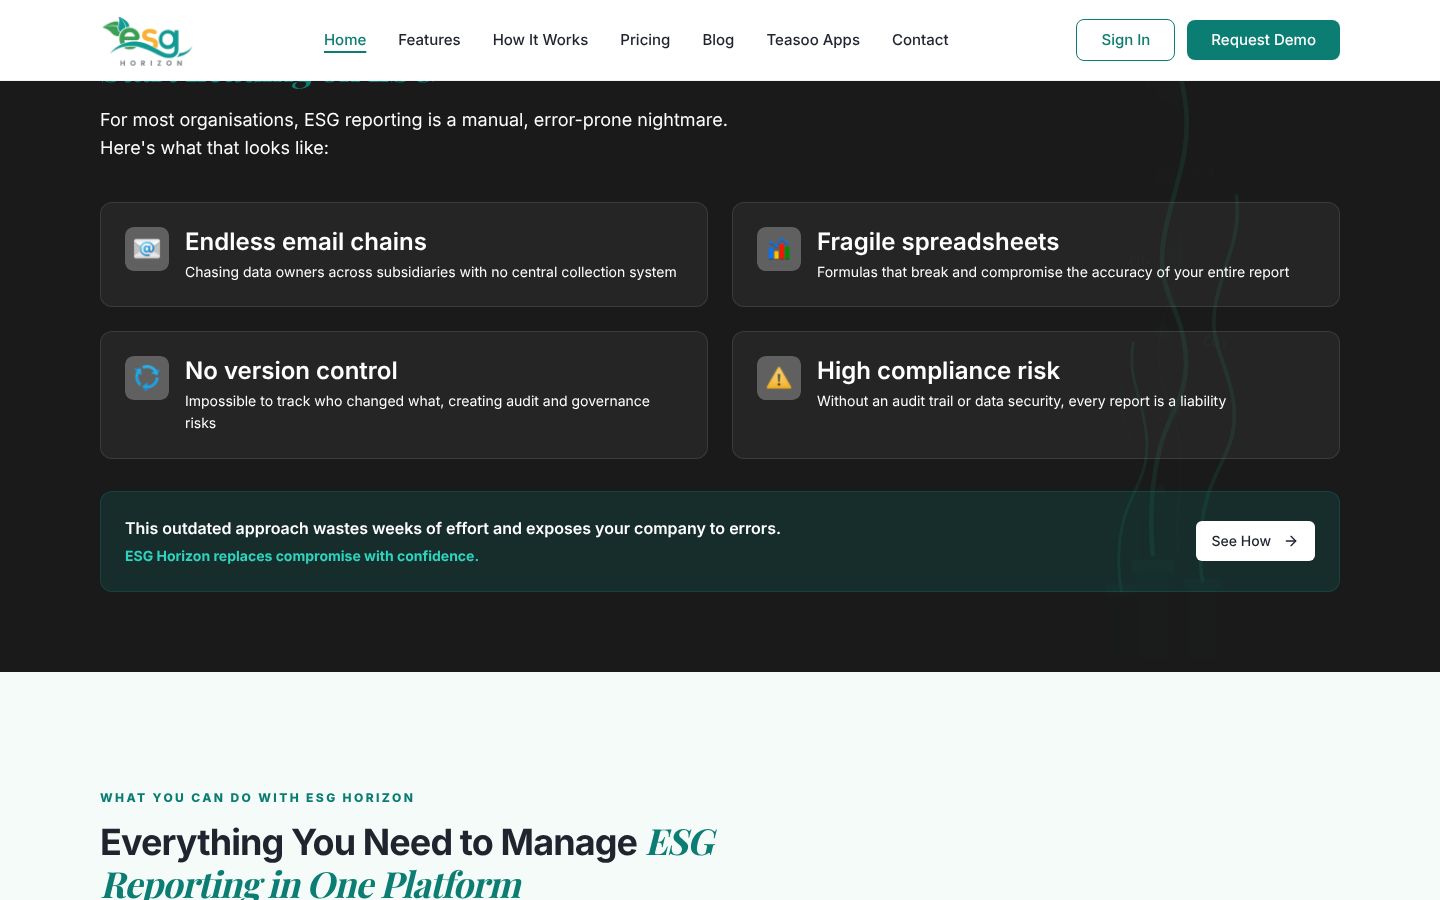 esg
HORIZON
Home
Features
How It Works
Pricing
Blog
Teasoo Apps
Contact
Sign In
Request Demo
For most organisations, ESG reporting is a manual, error-prone nightmare.
Here's what that looks like:
Endless email chains
Chasing data owners across subsidiaries with no central collection system
Fragile spreadsheets
Formulas that break and compromise the accuracy of your entire report
No version control
Impossible to track who changed what, creating audit and governance
risks
High compliance risk
Without an audit trail or data security, every report is a liability
This outdated approach wastes weeks of effort and exposes your company to errors.
ESG Horizon replaces compromise with confidence.
See How
WHAT YOU CAN DO WITH ESG HORIZON
Everything You Need to Manage ESG
Reporting in One Platform